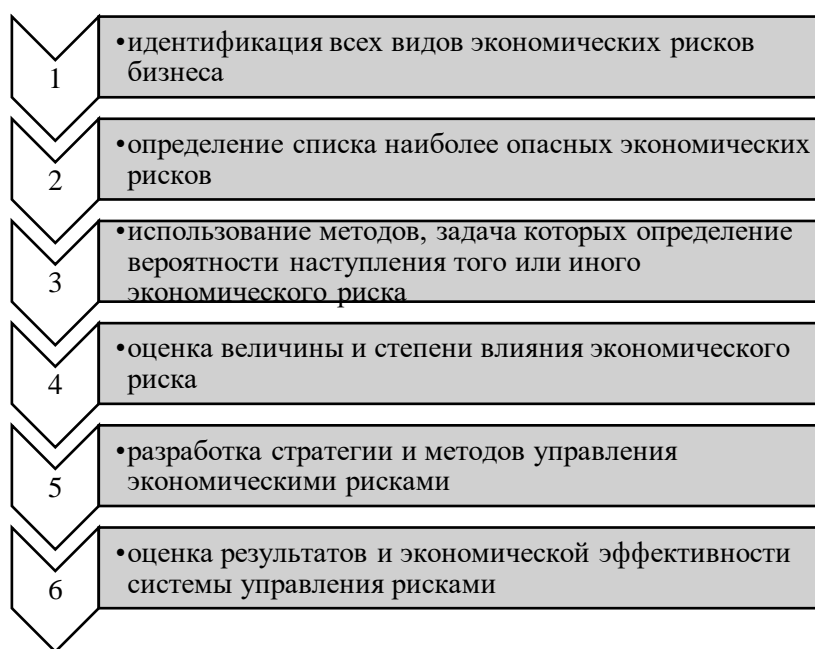 1
•идентификация всех видов экономических рисков
бизнеса
2
•определение списка наиболее опасных экономических
рисков
3
•использование методов, задача которых определение
вероятности наступления того или иного
экономического риска
4
•оценка величины и степени влияния экономического
риска
5
•разработка стратегии и методов управления
экономическими рисками
6
•оценка результатов и экономической эффективности
системы управления рисками